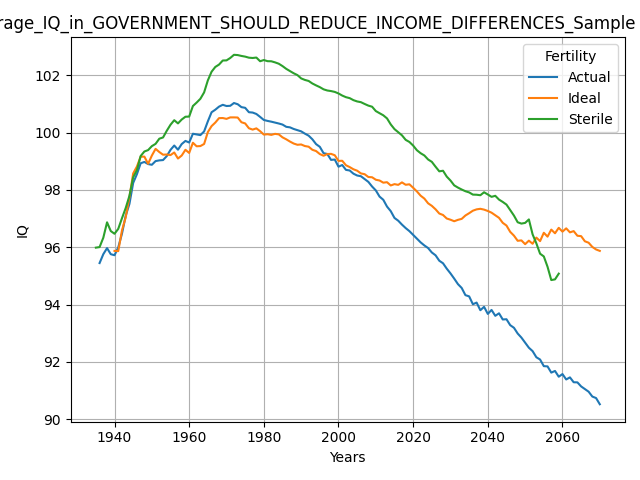 rage_IQ_in_GOVERNMENT_SHOULD_REDUCE_INCOME_DIFFERENCES_Sample
Fertility
Actual
Ideal
Sterile
102
100
98
96
94
92
90
IQ
1940 1960 1980 2000 2020 2040 2060
Years